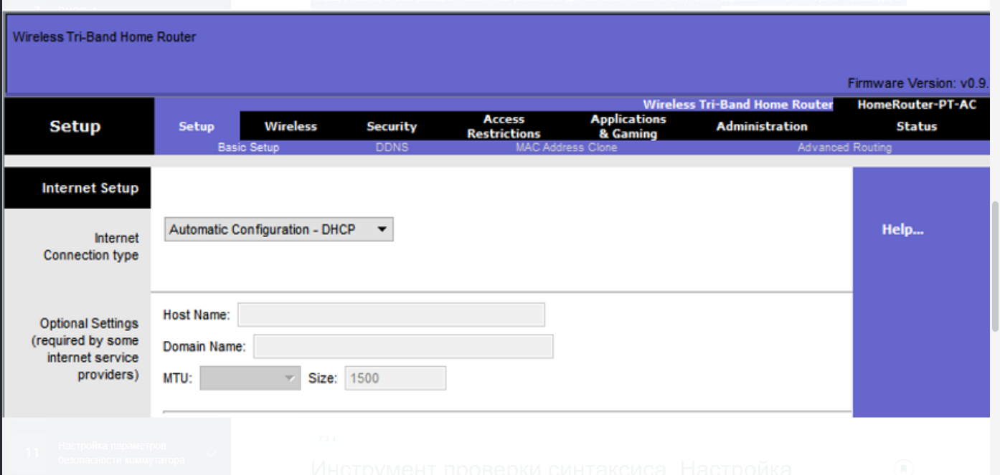 Wireless Tri-Band Home Router
Firmware Version: v0.9.
Wireless Tri-Band Home Router
HomeRouter-PT-AC
Setup
Setup
Wireless
Security
Access
Restrictions
Applications
& Gaming
Administration
Status
Basic Setup
DDNS
MAC Address Clone
Advanced Routing
Internet Setup
Internet
Connection type
Automatic Configuration - DHCP
Help...
Optional Settings
(required by some
internet service
providers)
Host Name:
Domain Name:
MTU:
Size: 1500
11
Настройка параметров
безопасности коммутатора
7.2.4
Инструмент проверки синтаксиса. Настройка